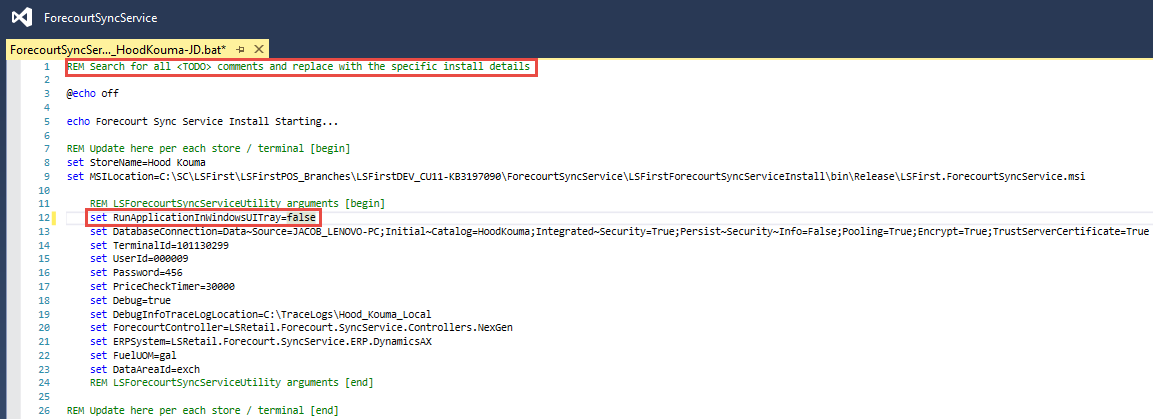 ForecourtSyncService
ForecourtSyncSer..._HoodKouma-JD.bat*
1 REM Search for all <TODO> comments and replace with the specific install details
2
3 @echo off
4
5 echo Forecourt Sync Service Install Starting...
6
7 REM Update here per each store / terminal [begin]
8 set StoreName=Hood Kouma
9 set MSILocation=C:\SC\LSFirst\LSFirstPOS_Branches\LSFirstDEV_CU11-KB3197090\ForecourtSyncService\LSFirstForecourtSyncServiceInstall\bin\Release\LSFirst.ForecourtSyncService.msi
10
11 REM LSForecourtSyncServiceUtility arguments [begin]
12 set RunApplicationInWindowsUITray=false
13 set DatabaseConnection=Data~Source=JACOB_LENOVO-PC;Initial~Catalog=HoodKouma;Integrated~Security=True;Persist~Security~Info=False;Pooling=True;Encrypt=True;TrustServerCertificate=True
14 set TerminalId=101130299
15 set UserId=000009
16 set Password=456
17 set PriceCheckTimer=30000
18 set Debug=true
19 set DebugInfoTraceLogLocation=C:\TraceLogs\Hood_Kouma_Local
20 set ForecourtController=LSRetail.Forecourt.SyncService.Controllers.NexGen
21 set ERPSystem=LSRetail.Forecourt.SyncService.ERP.DynamicsAX
22 set FuelUOM=gal
23 set DataAreaId=exch
24 REM LSForecourtSyncServiceUtility arguments [end]
25
26 REM Update here per each store / terminal [end]